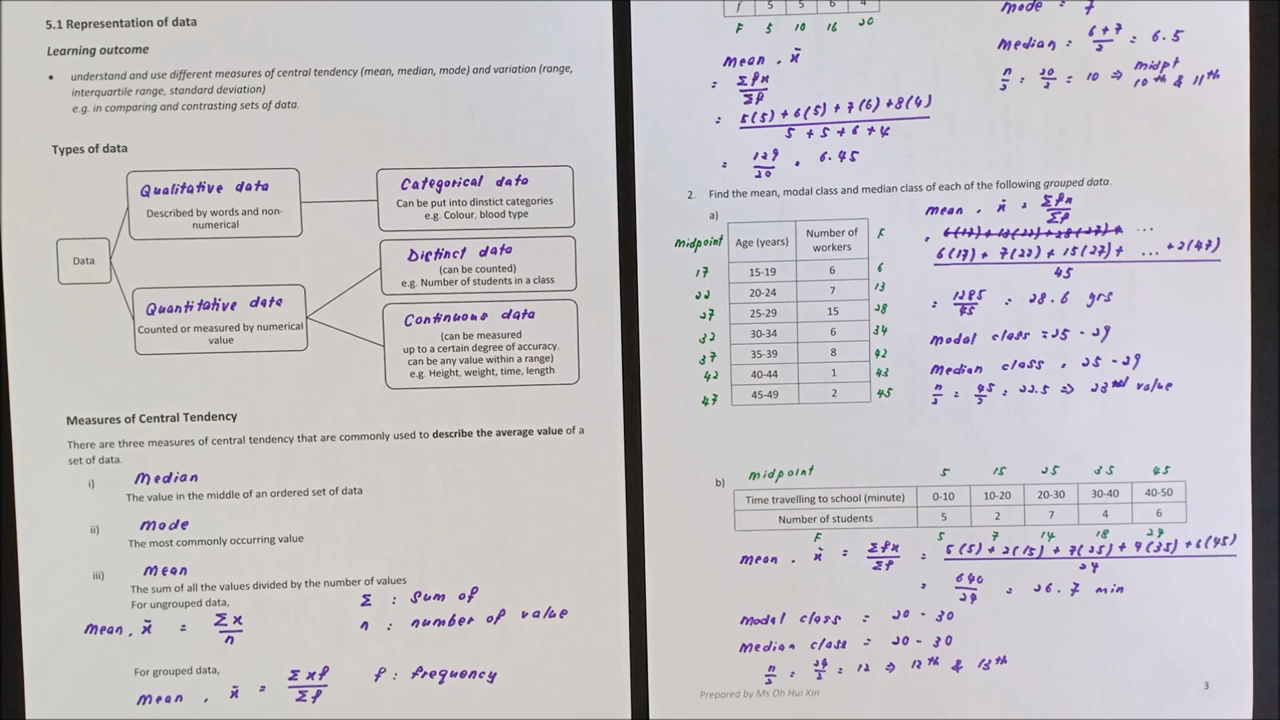 5.1 Representation of data
Learning outcome
• understand and use different measures of central tendency (mean, median, mode) and variation (range,
interquartile range, standard deviation)
e.g. in comparing and contrasting sets of data.
Types of data
Data
Qualitative data
Described by words and non-
numerical
Categorical data
Can be put into dinstict categories
e.g. Colour, blood type
Quantitative data
Counted or measured by numerical
value
Distinct data
(can be counted)
e.g. Number of students in a class
Continuous data
(can be measured
up to a certain degree of accuracy,
can be any value within a range)
e.g. Height, weight, time, length
Measures of Central Tendency
There are three measures of central tendency that are commonly used to describe the average value of a
set of data.
i) Median
The value in the middle of an ordered set of data
ii) mode
The most commonly occurring value
iii) mean
The sum of all the values divided by the number of values
For ungrouped data,
mean, x̄ = Σx/n
Σ : sum of
n : number of value
For grouped data,
mean, x̄ = Σxf/Σf
f : frequency
f 5 5 6 4
F 5 10 16 20
mean, x̄
= Σfx/Σf
= 5(5) + 6(5) + 7(6) + 8(4)
5 + 5 + 6 + 4
= 129/20 = 6.45
mode = 7
Median = 6+7/2 = 6.5
n/2 = 20/2 = 10 ⇒ midpt
10th & 11th
2. Find the mean, modal class and median class of each of the following grouped data.
a)
midpoint Age (years) Number of workers F
17 15-19 6 6
22 20-24 7 13
27 25-29 15 28
32 30-34 6 34
37 35-39 8 42
42 40-44 1 43
47 45-49 2 45
mean, x̄ = Σfx/Σf
= 6(17) + 7(22) + 15(27) + ... + 2(47)
45
= 1285/45 = 28.6 yrs
modal class = 25 - 29
median class = 25 - 29
n/2 = 45/2 = 22.5 ⇒ 23rd value
b)
midpoint 5 15 25 35 45
Time travelling to school (minute) 0-10 10-20 20-30 30-40 40-50
Number of students 5 2 7 4 6
F 5 7 14 18 24
mean, x̄ = Σfx/Σf = 5(5) + 2(15) + 7(25) + 4(35) + 6(45)
24
= 640/24 = 26.7 min
modal class = 20 - 30
median class = 20 - 30
n/2 = 24/2 = 12 ⇒ 12th & 13th
Prepared by Ms Oh Hui Xin
3